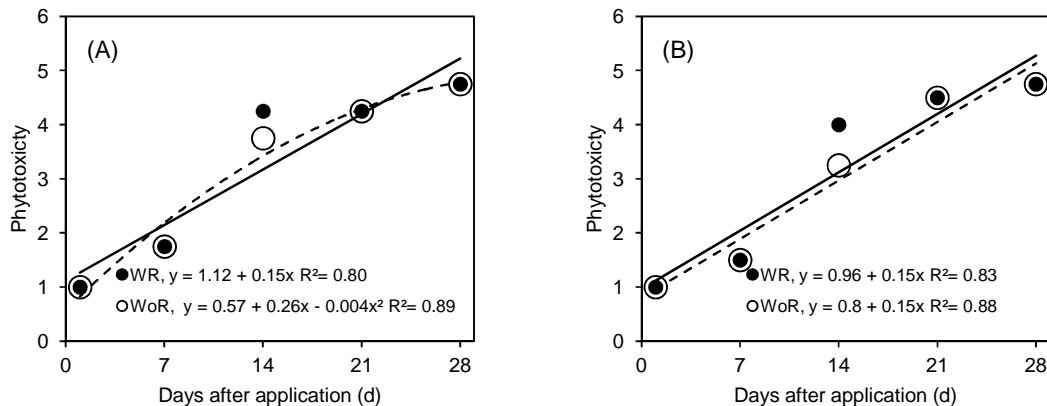 (A)
Phytotoxicty
6
5
4
3
2
1
0
WR, y = 1.12 + 0.15x R²= 0.80
WoR, y = 0.57 + 0.26x - 0.004x² R²= 0.89
0 7 14 21 28
Days after application (d)
(B)
Phytotoxicty
6
5
4
3
2
1
0
WR, y = 0.96 + 0.15x R²= 0.83
WoR, y = 0.8 + 0.15x R²= 0.88
0 7 14 21 28
Days after application (d)